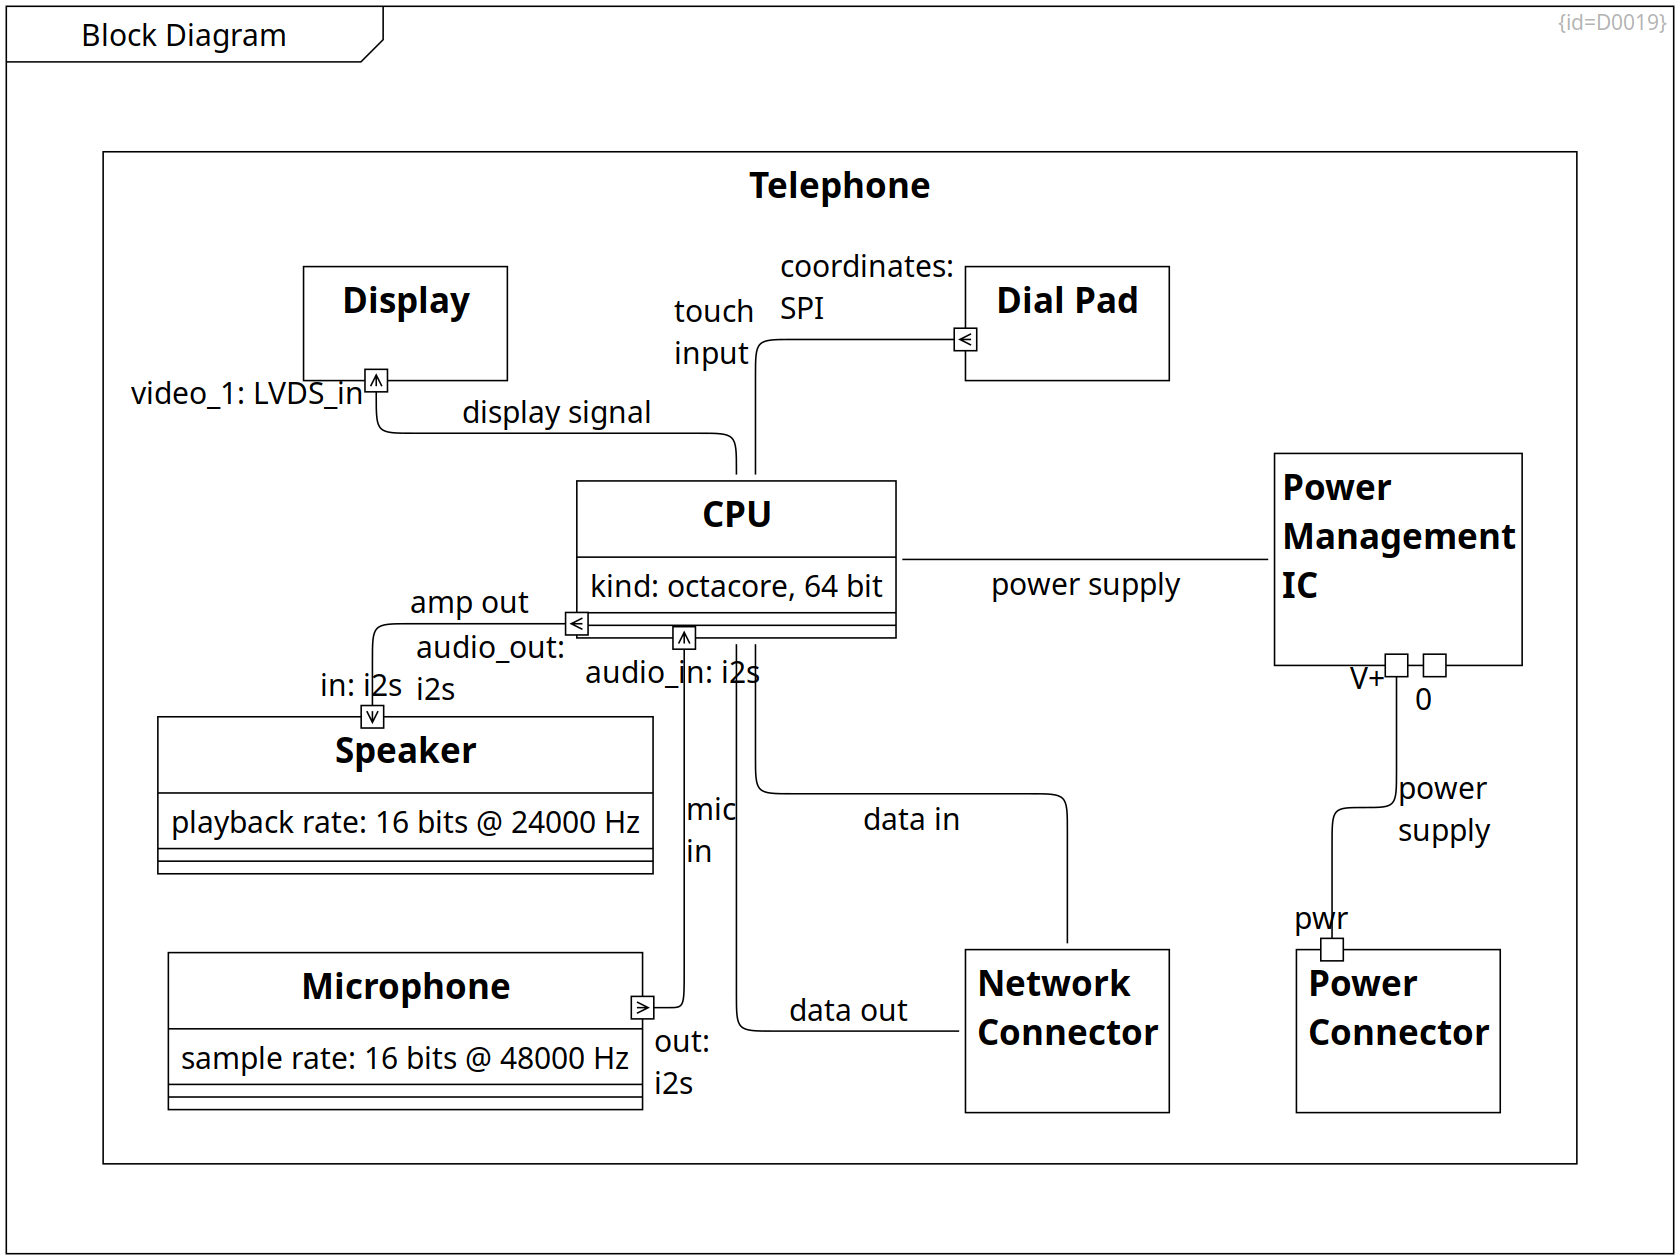 Block Diagram
{id=D0019}
Telephone
Display
video_1: LVDS_in
display signal
touch
input
coordinates:
SPI
Dial Pad
CPU
kind: octacore, 64 bit
power supply
Power
Management
IC
V+
0
amp out
audio_out:
i2s
in: i2s
audio_in: i2s
Speaker
playback rate: 16 bits @ 24000 Hz
mic
in
data in
power
supply
pwr
Microphone
sample rate: 16 bits @ 48000 Hz
out:
i2s
data out
Network
Connector
Power
Connector